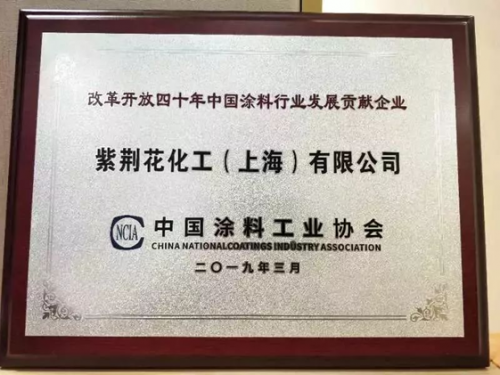 改革开放四十年中国涂料行业发展贡献企业
紫荆花化工（上海）有限公司
NCIA 中国涂料工业协会
CHINA NATIONAL COATINGS INDUSTRY ASSOCIATION
二〇一九年三月